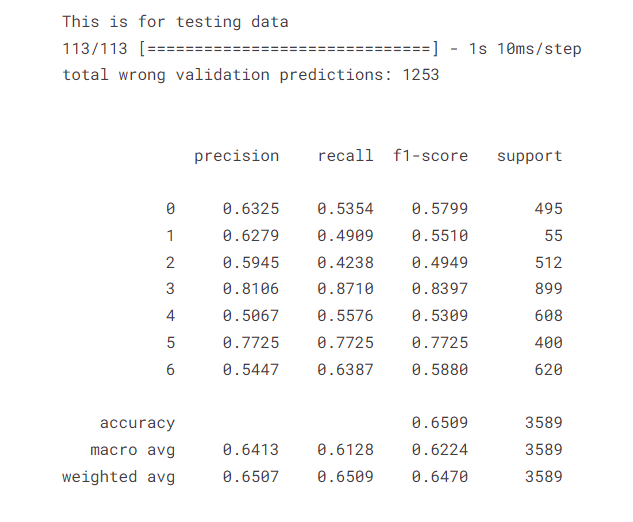 This is for testing data
113/113 [==============================] - 1s 10ms/step
total wrong validation predictions: 1253
precision recall f1-score support
0 0.6325 0.5354 0.5799 495
1 0.6279 0.4909 0.5510 55
2 0.5945 0.4238 0.4949 512
3 0.8106 0.8710 0.8397 899
4 0.5067 0.5576 0.5309 608
5 0.7725 0.7725 0.7725 400
6 0.5447 0.6387 0.5880 620
accuracy 0.6509 3589
macro avg 0.6413 0.6128 0.6224 3589
weighted avg 0.6507 0.6509 0.6470 3589